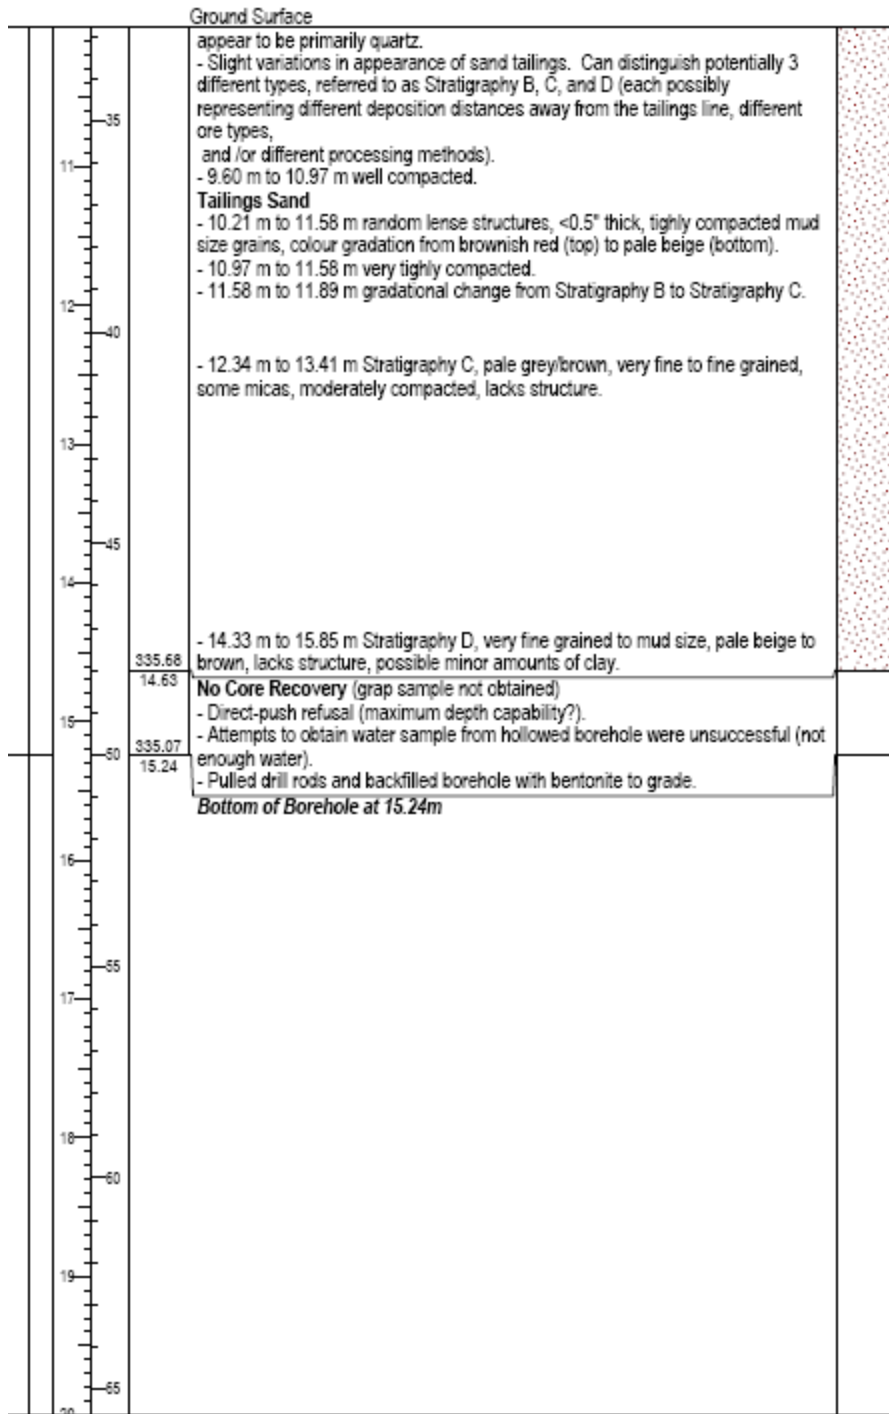 Ground Surface
appear to be primarily quartz.
- Slight variations in appearance of sand tailings. Can distinguish potentially 3
different types, referred to as Stratigraphy B, C, and D (each possibly
representing different deposition distances away from the tailings line, different
ore types,
and /or different processing methods).
- 9.60 m to 10.97 m well compacted.
Tailings Sand
- 10.21 m to 11.58 m random lense structures, <0.5" thick, tighly compacted mud
size grains, colour gradation from brownish red (top) to pale beige (bottom).
- 10.97 m to 11.58 m very tighly compacted.
- 11.58 m to 11.89 m gradational change from Stratigraphy B to Stratigraphy C.
- 12.34 m to 13.41 m Stratigraphy C, pale grey/brown, very fine to fine grained,
some micas, moderately compacted, lacks structure.
- 14.33 m to 15.85 m Stratigraphy D, very fine grained to mud size, pale beige to
brown, lacks structure, possible minor amounts of clay.
335.68
14.63
No Core Recovery (grap sample not obtained)
- Direct-push refusal (maximum depth capability?).
- Attempts to obtain water sample from hollowed borehole were unsuccessful (not
enough water).
- Pulled drill rods and backfilled borehole with bentonite to grade.
335.07
15.24
Bottom of Borehole at 15.24m
11
12
13
14
15
16
17
18
19
20
35
40
45
50
55
60
65